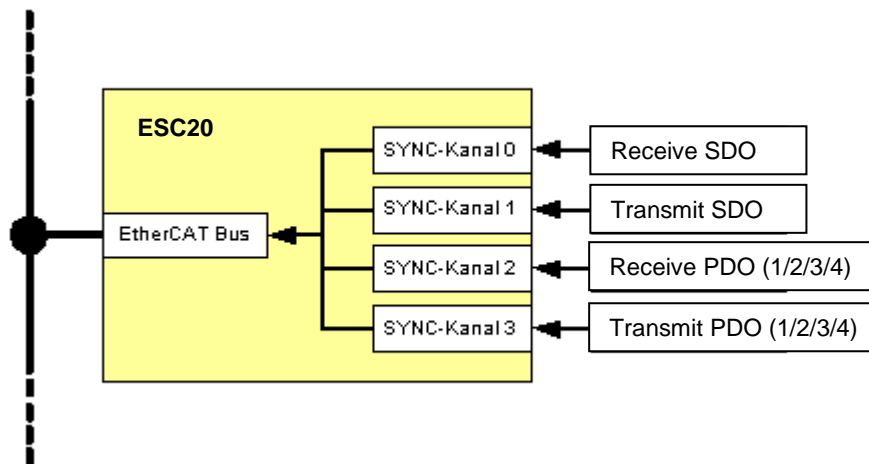 ESC20
SYNC-Kanal 0
Receive SDO
SYNC-Kanal 1
Transmit SDO
EtherCAT Bus
SYNC-Kanal 2
Receive PDO (1/2/3/4)
SYNC-Kanal 3
Transmit PDO (1/2/3/4)